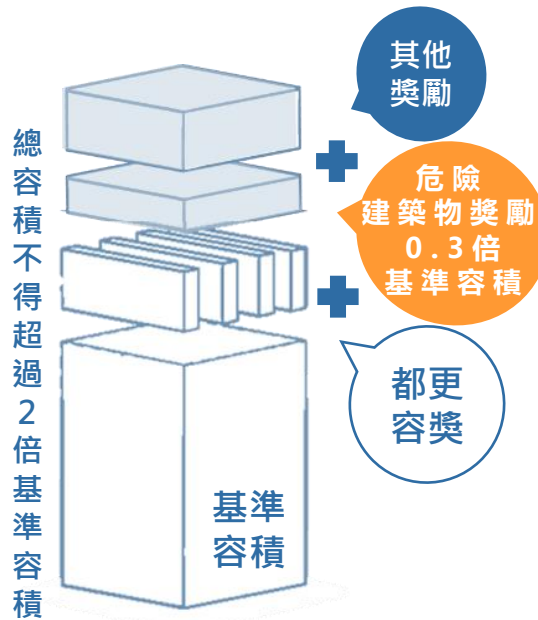 總容積不得超過2倍基準容積
其他
獎勵
危險
建築物獎勵
0.3倍
基準容積
都更
容獎
基準
容積